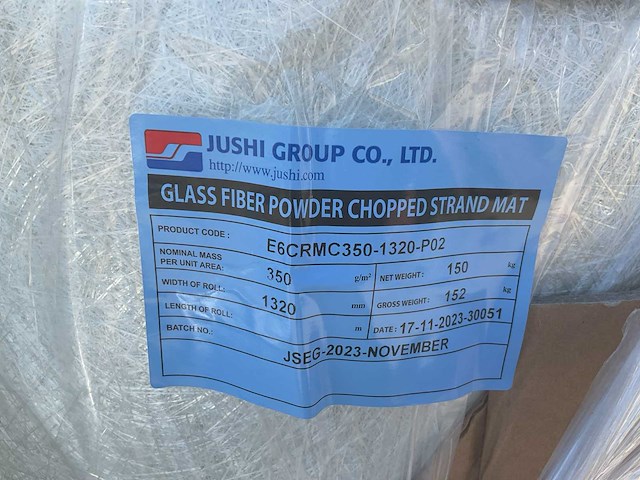 JUSHI GROUP CO., LTD.
http://www.jushi.com
GLASS FIBER POWDER CHOPPED STRAND MAT
PRODUCT CODE : E6CRMC350-1320-P02
NOMINAL MASS
PER UNIT AREA: 350 g/m² NET WEIGHT : 150 kg
WIDTH OF ROLL: 1320 mm GROSS WEIGHT : 152 kg
LENGTH OF ROLL: m DATE : 17-11-2023-30051
BATCH NO.: JSEG-2023-NOVEMBER